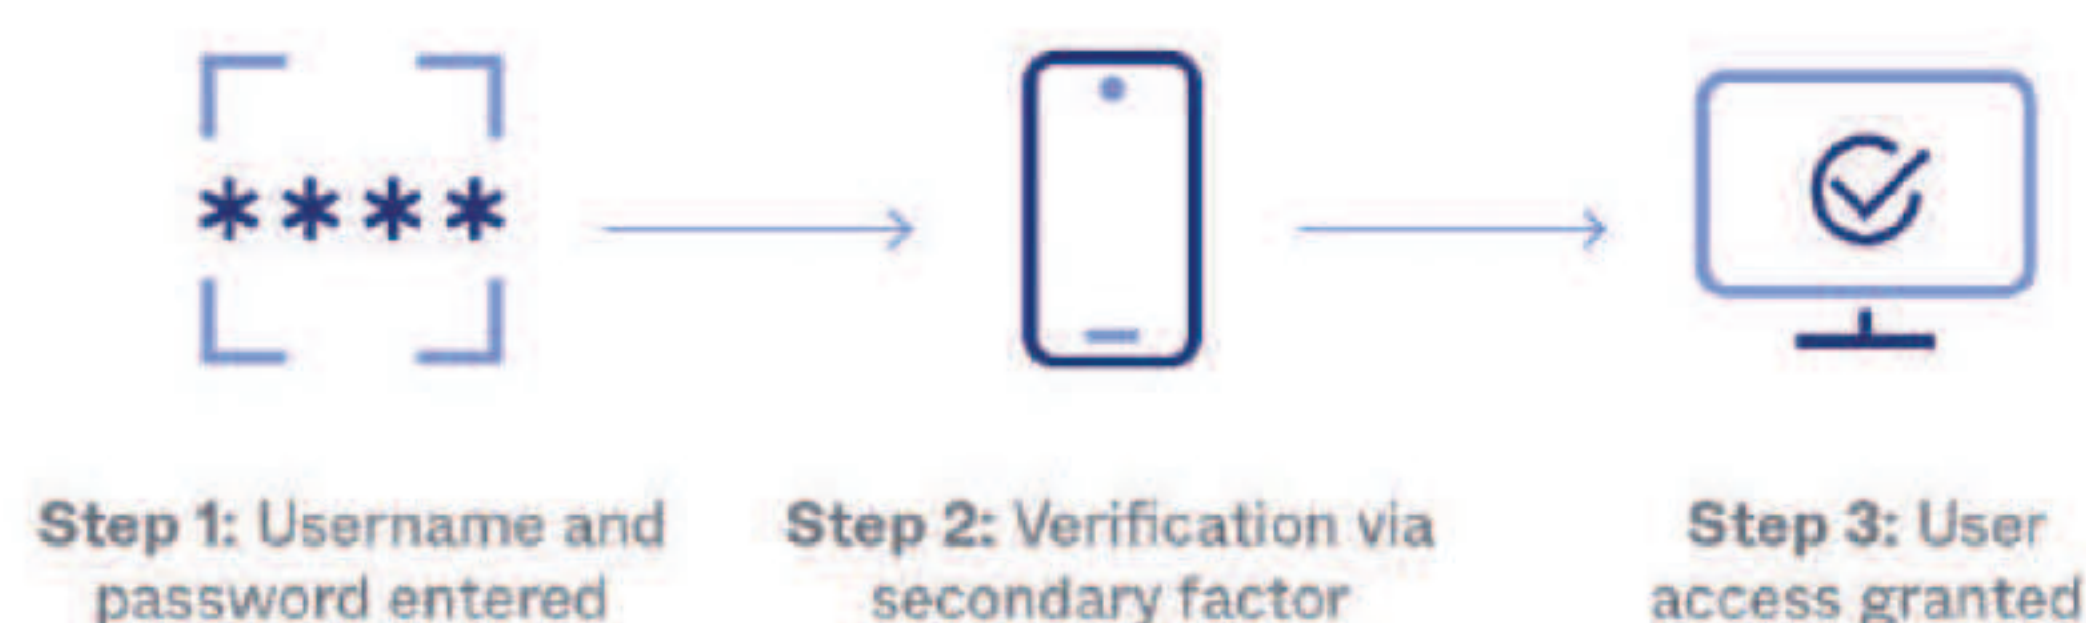 ****
Step 1: Username and
password entered
Step 2: Verification via
secondary factor
Step 3: User
access granted